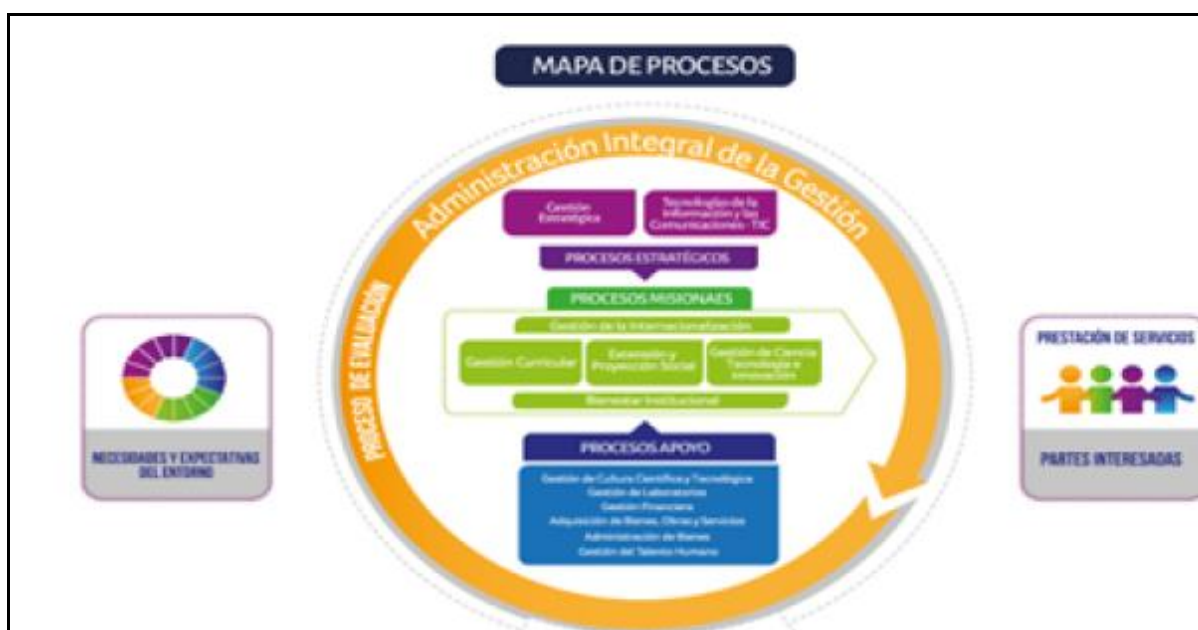 MAPA DE PROCESOS
Administración Integral de la Gestión
PROCESO DE EVALUACIÓN
Gestión
Estratégica
Tecnologías de la
Información y las
Comunicaciones - TIC
PROCESOS ESTRATÉGICOS
PROCESOS MISIONAES
Gestión de la Internacionalización
Gestión Curricular
Extensión y
Proyección Social
Gestión de Ciencia
Tecnología e
Innovación
Bienestar Institucional
PROCESOS APOYO
Gestión de Cultura Científica y Tecnológica
Gestión de Laboratorios
Gestión Financiera
Adquisición de Bienes, Obras y Servicios
Administración de Bienes
Gestión del Talento Humano
NECESIDADES Y EXPECTATIVAS
DEL ENTORNO
PRESTACIÓN DE SERVICIOS
PARTES INTERESADAS